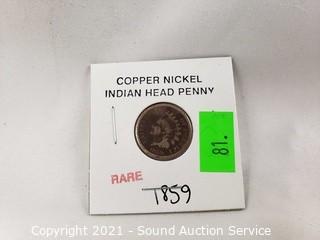 COPPER NICKEL
INDIAN HEAD PENNY
81.
RARE
1859
Copyright 2021 - Sound Auction Service